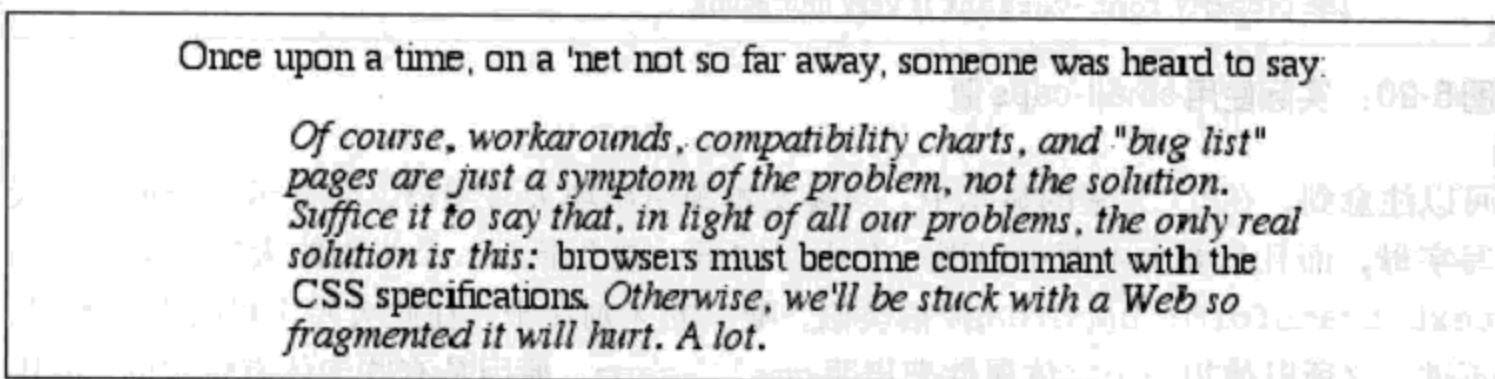 Once upon a time, on a 'net not so far away, someone was heard to say:
Of course, workarounds, compatibility charts, and "bug list"
pages are just a symptom of the problem, not the solution.
Suffice it to say that, in light of all our problems, the only real
solution is this: browsers must become conformant with the
CSS specifications. Otherwise, we'll be stuck with a Web so
fragmented it will hurt. A lot.